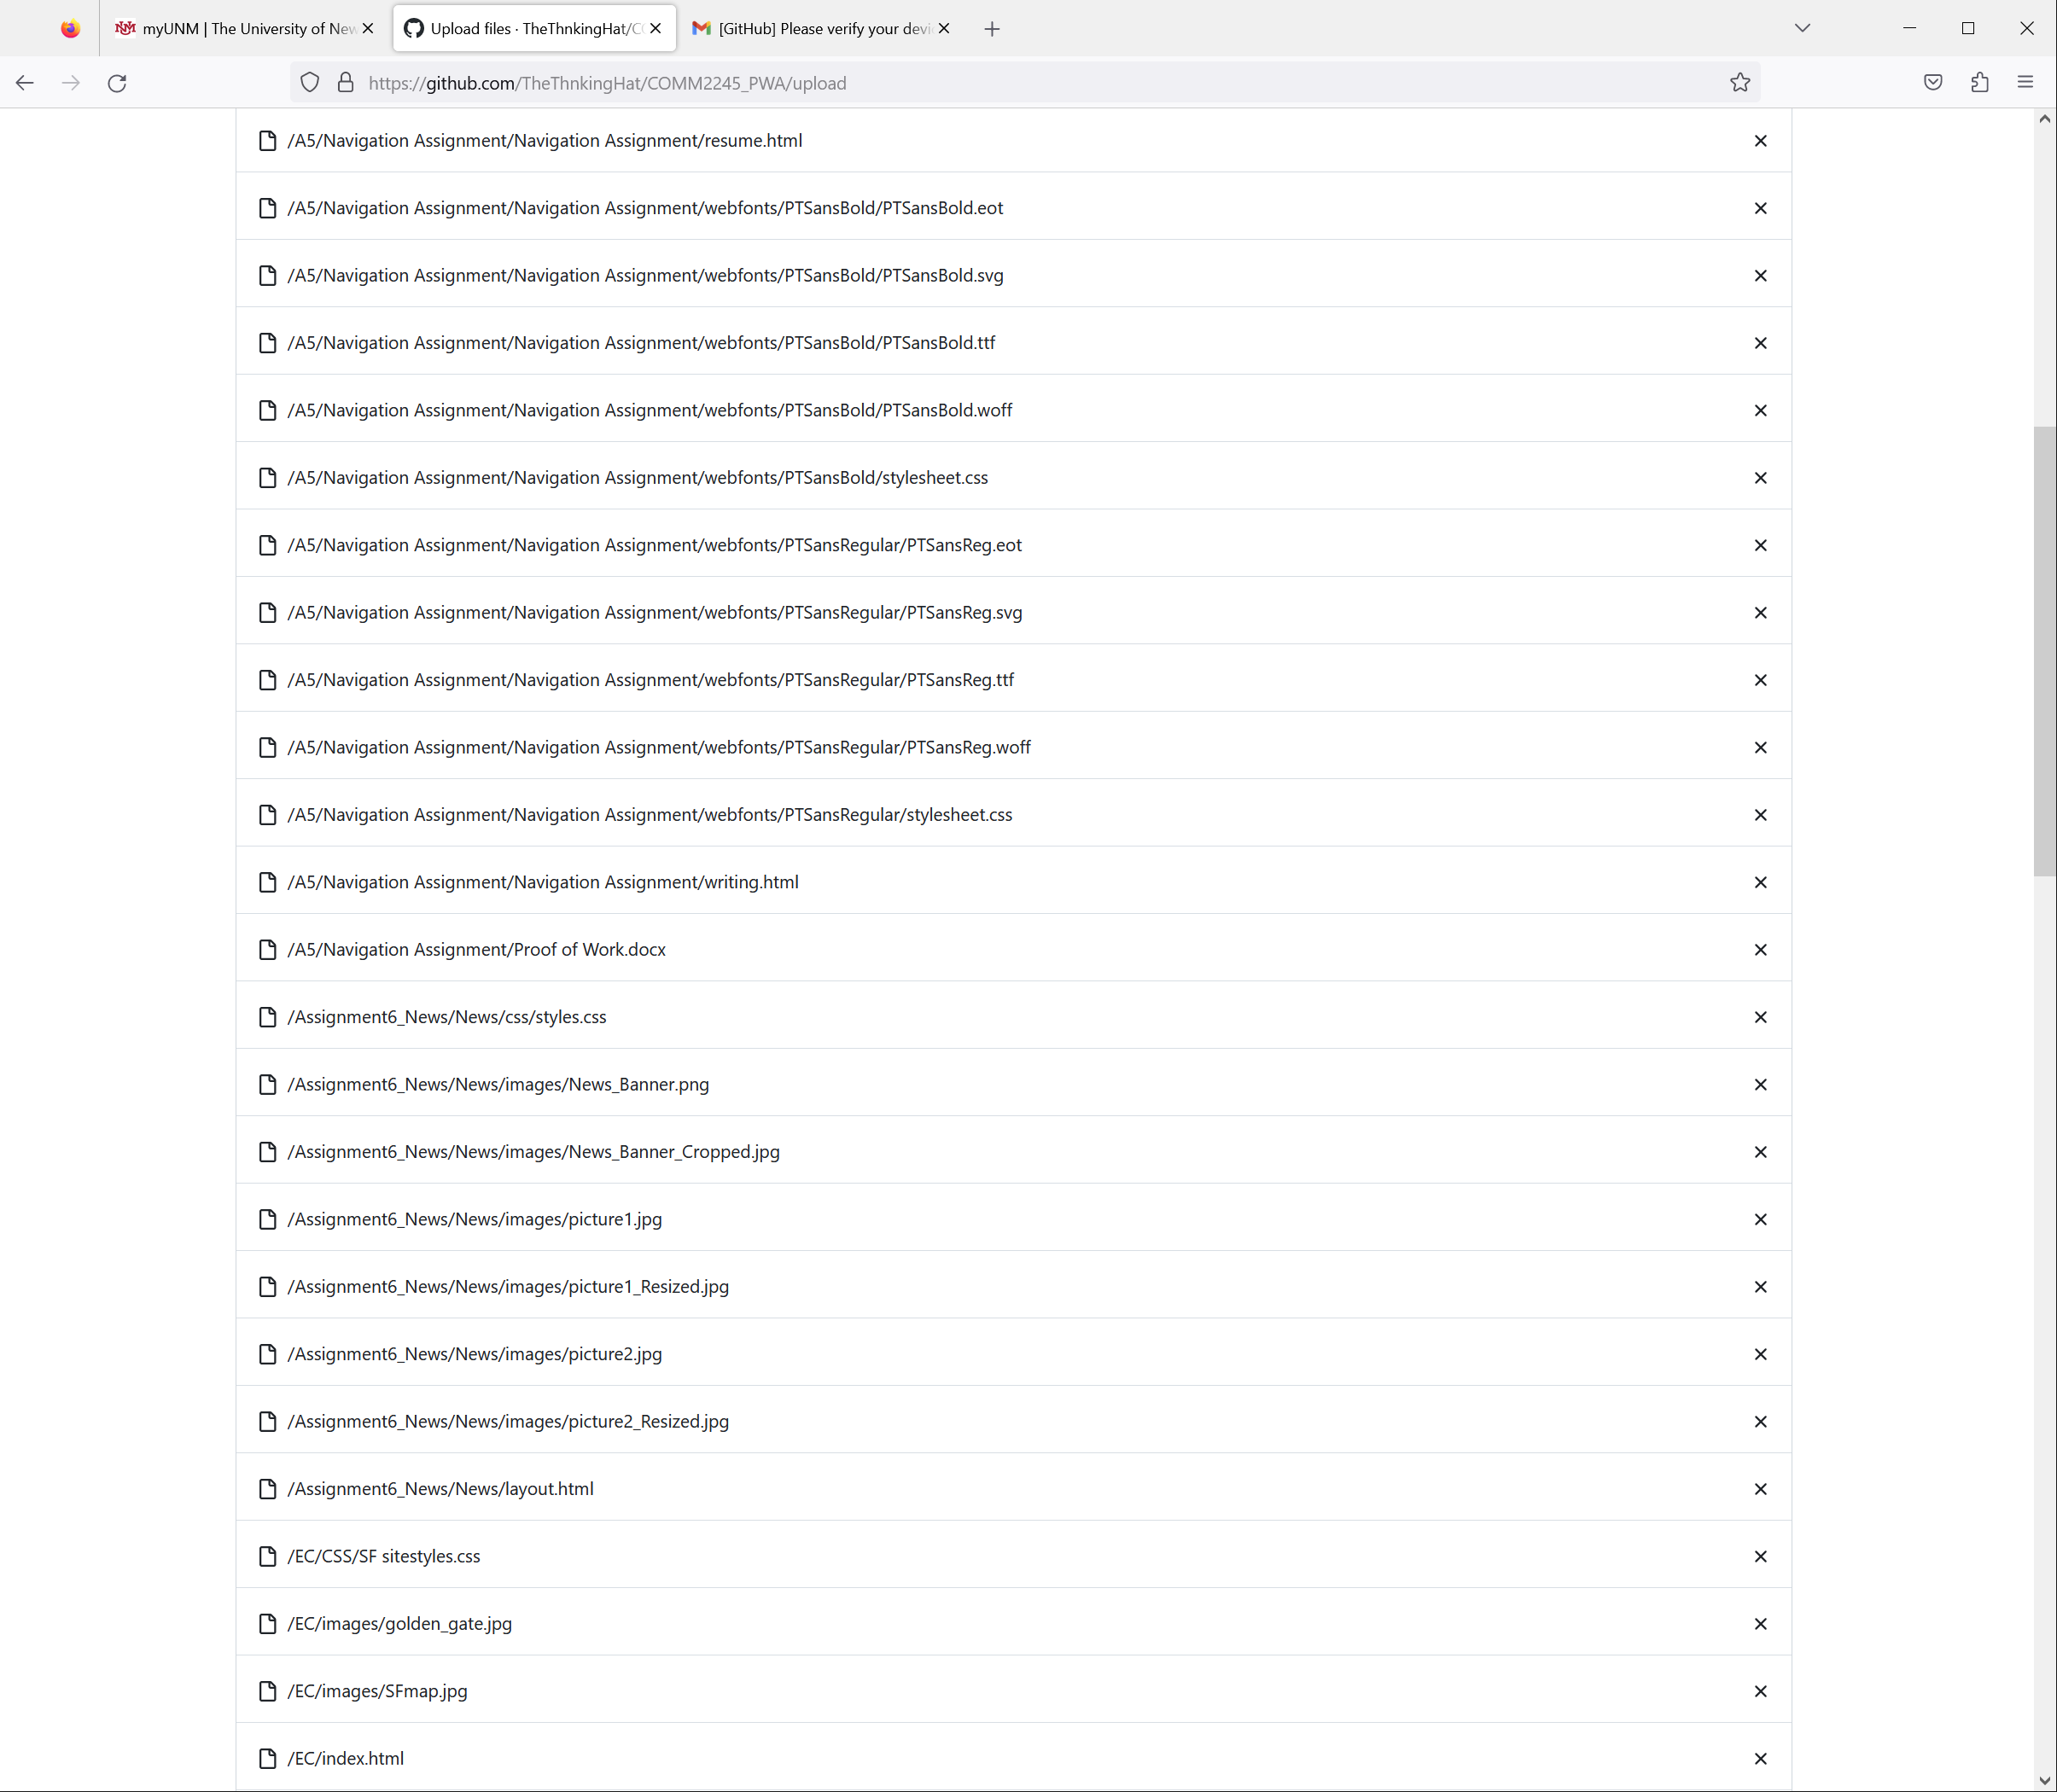 myUNM | The University of New
Upload files · TheThnkingHat/CO
[GitHub] Please verify your devi
https://github.com/TheThnkingHat/COMM2245_PWA/upload
/A5/Navigation Assignment/Navigation Assignment/resume.html
/A5/Navigation Assignment/Navigation Assignment/webfonts/PTSansBold/PTSansBold.eot
/A5/Navigation Assignment/Navigation Assignment/webfonts/PTSansBold/PTSansBold.svg
/A5/Navigation Assignment/Navigation Assignment/webfonts/PTSansBold/PTSansBold.ttf
/A5/Navigation Assignment/Navigation Assignment/webfonts/PTSansBold/PTSansBold.woff
/A5/Navigation Assignment/Navigation Assignment/webfonts/PTSansBold/stylesheet.css
/A5/Navigation Assignment/Navigation Assignment/webfonts/PTSansRegular/PTSansReg.eot
/A5/Navigation Assignment/Navigation Assignment/webfonts/PTSansRegular/PTSansReg.svg
/A5/Navigation Assignment/Navigation Assignment/webfonts/PTSansRegular/PTSansReg.ttf
/A5/Navigation Assignment/Navigation Assignment/webfonts/PTSansRegular/PTSansReg.woff
/A5/Navigation Assignment/Navigation Assignment/webfonts/PTSansRegular/stylesheet.css
/A5/Navigation Assignment/Navigation Assignment/writing.html
/A5/Navigation Assignment/Proof of Work.docx
/Assignment6_News/News/css/styles.css
/Assignment6_News/News/images/News_Banner.png
/Assignment6_News/News/images/News_Banner_Cropped.jpg
/Assignment6_News/News/images/picture1.jpg
/Assignment6_News/News/images/picture1_Resized.jpg
/Assignment6_News/News/images/picture2.jpg
/Assignment6_News/News/images/picture2_Resized.jpg
/Assignment6_News/News/layout.html
/EC/CSS/SF sitestyles.css
/EC/images/golden_gate.jpg
/EC/images/SFmap.jpg
/EC/index.html